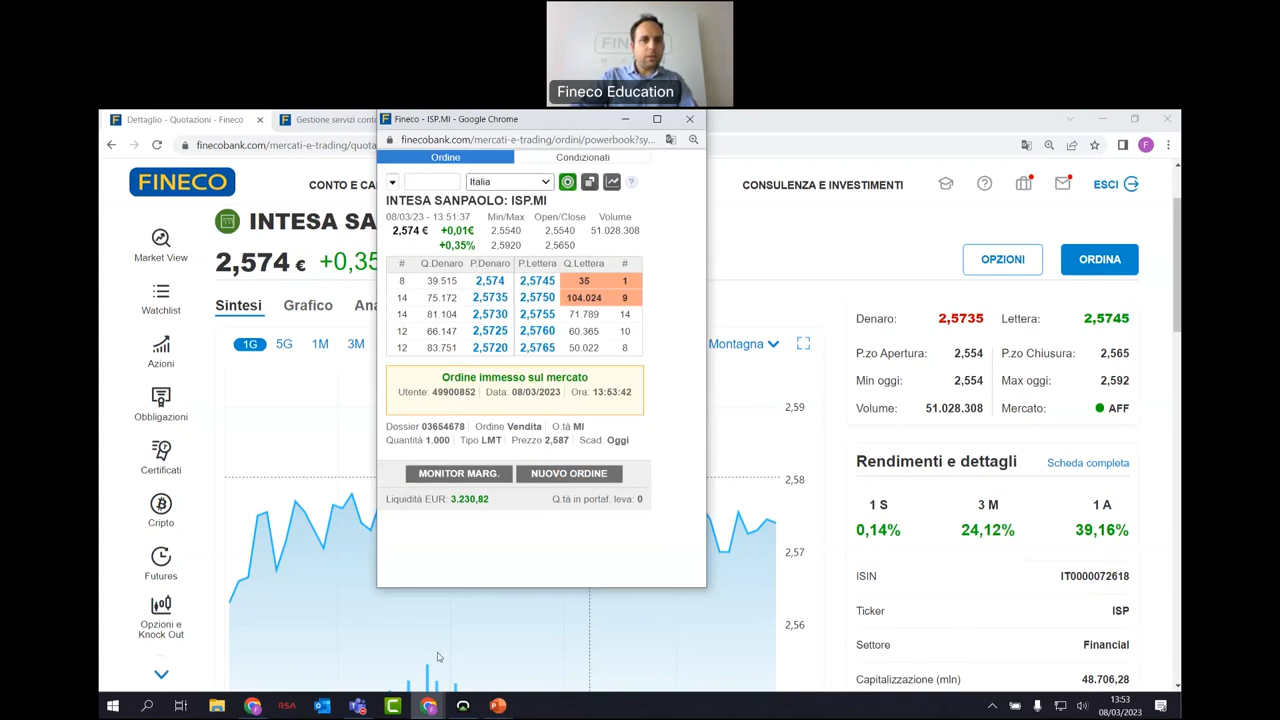 FIN
Fineco Education
Dettaglio - Quotazioni - Fineco
Gestione servizi conto
Fineco - ISP.MI - Google Chrome
finecobank.com/mercati-e-trading/quota
finecobank.com/mercati-e-trading/ordini/powerbook?sy...
FINECO
CONTO E CA
CONSULENZA E INVESTIMENTI
ESCI
Market View
Watchlist
Azioni
Obbligazioni
Certificati
Cripto
Futures
Opzioni e
Knock Out
INTESA SA
2,574 € +0,35
Sintesi Grafico Ana
1G 5G 1M 3M
Montagna
2,59
2,58
2,57
2,56
Ordine Condizionati
Italia
INTESA SANPAOLO: ISP.MI
08/03/23 - 13:51:37 Min/Max Open/Close Volume
2,574 € +0,01€ 2,5540 2,5540 51.028.308
+0,35% 2,5920 2,5650
# Q.Denaro P.Denaro P.Lettera Q.Lettera #
8 39.515 2,574 2,5745 35 1
14 75.172 2,5735 2,5750 104.024 9
14 81.104 2,5730 2,5755 71.789 14
12 66.147 2,5725 2,5760 60.365 10
12 83.751 2,5720 2,5765 50.022 8
Ordine immesso sul mercato
Utente: 49900852 Data: 08/03/2023 Ora: 13:53:42
Dossier 03654678 Ordine Vendita O.tà MI
Quantità 1.000 Tipo LMT Prezzo 2,587 Scad. Oggi
MONITOR MARG. NUOVO ORDINE
Liquidità EUR: 3.230,82 Q.tà in portaf. leva: 0
OPZIONI ORDINA
Denaro: 2,5735 Lettera: 2,5745
P.zo Apertura: 2,554 P.zo Chiusura: 2,565
Min oggi: 2,554 Max oggi: 2,592
Volume: 51.028.308 Mercato: AFF
Rendimenti e dettagli Scheda completa
1 S 3 M 1 A
0,14% 24,12% 39,16%
ISIN IT0000072618
Ticker ISP
Settore Financial
Capitalizzazione (mln) 48.706,28
RSA
13:53
08/03/2023